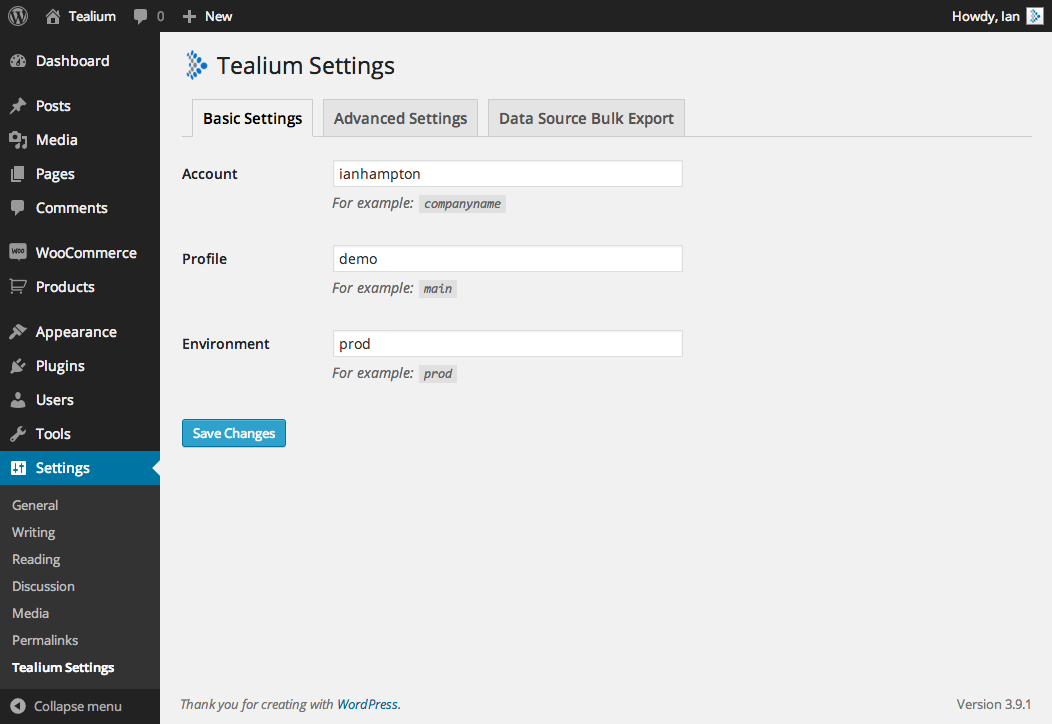 Tealium 0 New Howdy, Ian
Dashboard
Posts
Media
Pages
Comments
WOO WooCommerce
Products
Appearance
Plugins
Users
Tools
Settings
General
Writing
Reading
Discussion
Media
Permalinks
Tealium Settings
Collapse menu
Tealium Settings
Basic Settings Advanced Settings Data Source Bulk Export
Account ianhampton
For example: companyname
Profile demo
For example: main
Environment prod
For example: prod
Save Changes
Thank you for creating with WordPress. Version 3.9.1